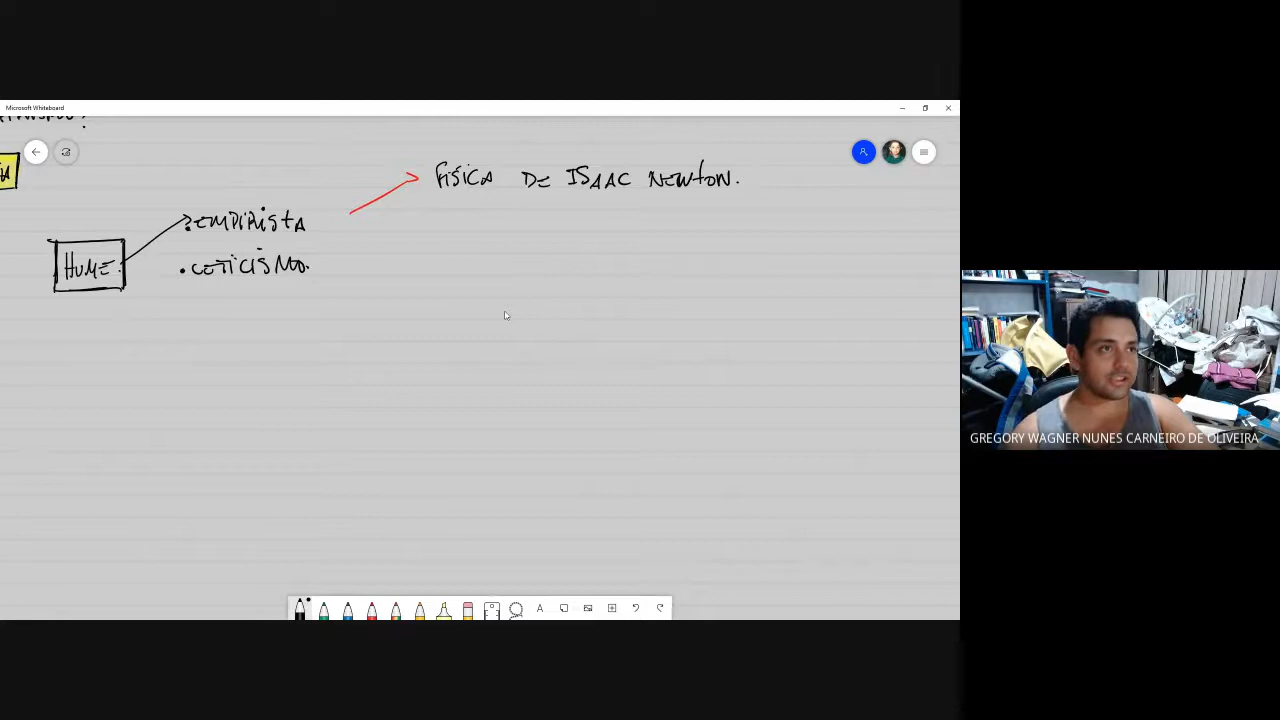 Microsoft Whiteboard
FÍSICA DE ISAAC NEWTON.
.EMPIRISTA
HUME
.CETICISMO.
A
GREGORY WAGNER NUNES CARNEIRO DE OLIVEIRA